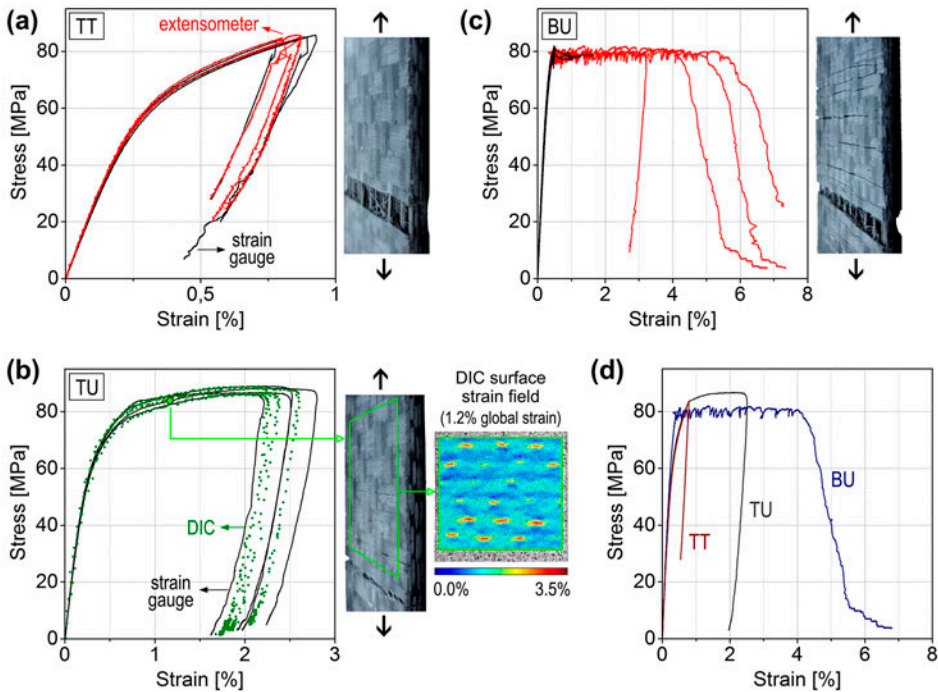 (a)
TT
extensometer
strain
gauge
Stress [MPa]
80
60
40
20
0
0
0,5
1
Strain [%]
(c)
BU
Stress [MPa]
80
60
40
20
0
0
2
4
6
8
Strain [%]
(b)
TU
DIC
strain
gauge
Stress [MPa]
80
60
40
20
0
0
1
2
3
Strain [%]
DIC surface
strain field
(1.2% global strain)
0.0%
3.5%
(d)
BU
TU
TT
Stress [MPa]
80
60
40
20
0
0
2
4
6
8
Strain [%]